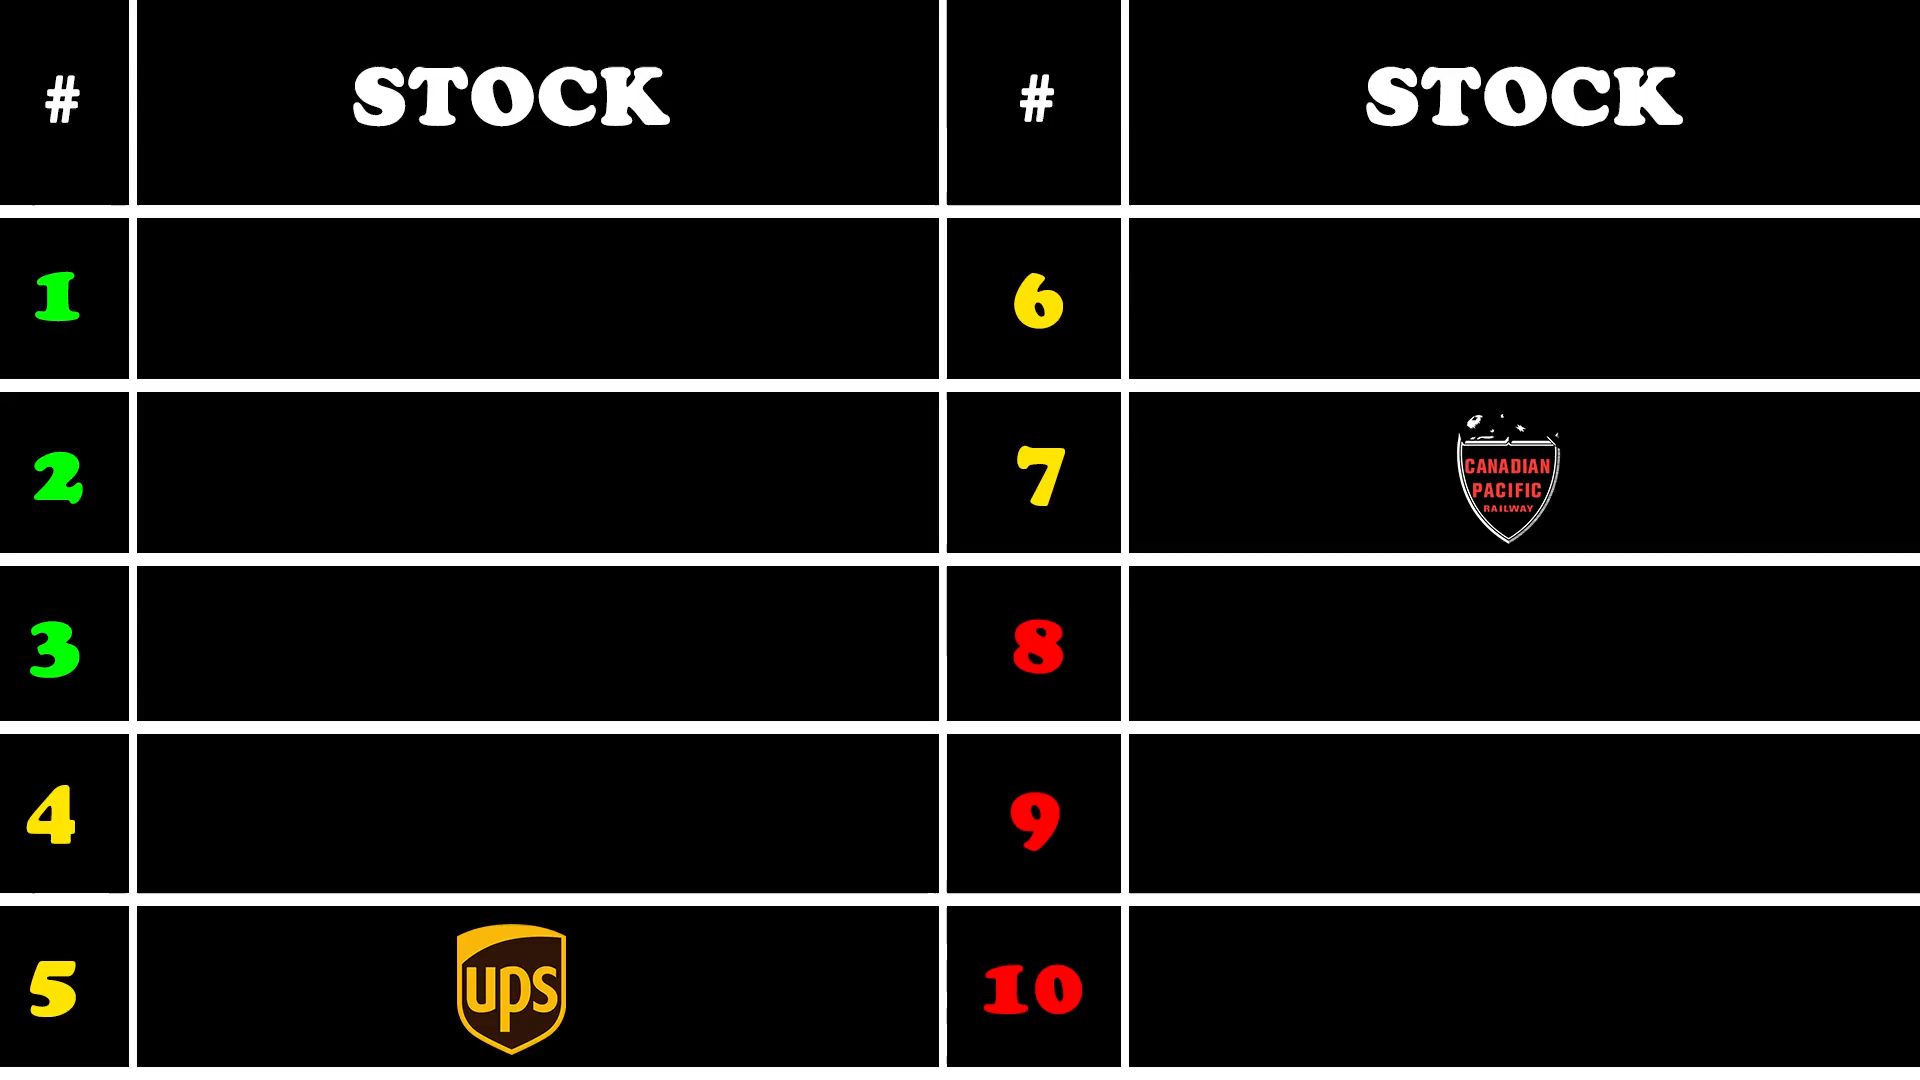 # STOCK # STOCK
1 6
2 7 CANADIAN
PACIFIC
RAILWAY
3 8
4 9
5 ups 10